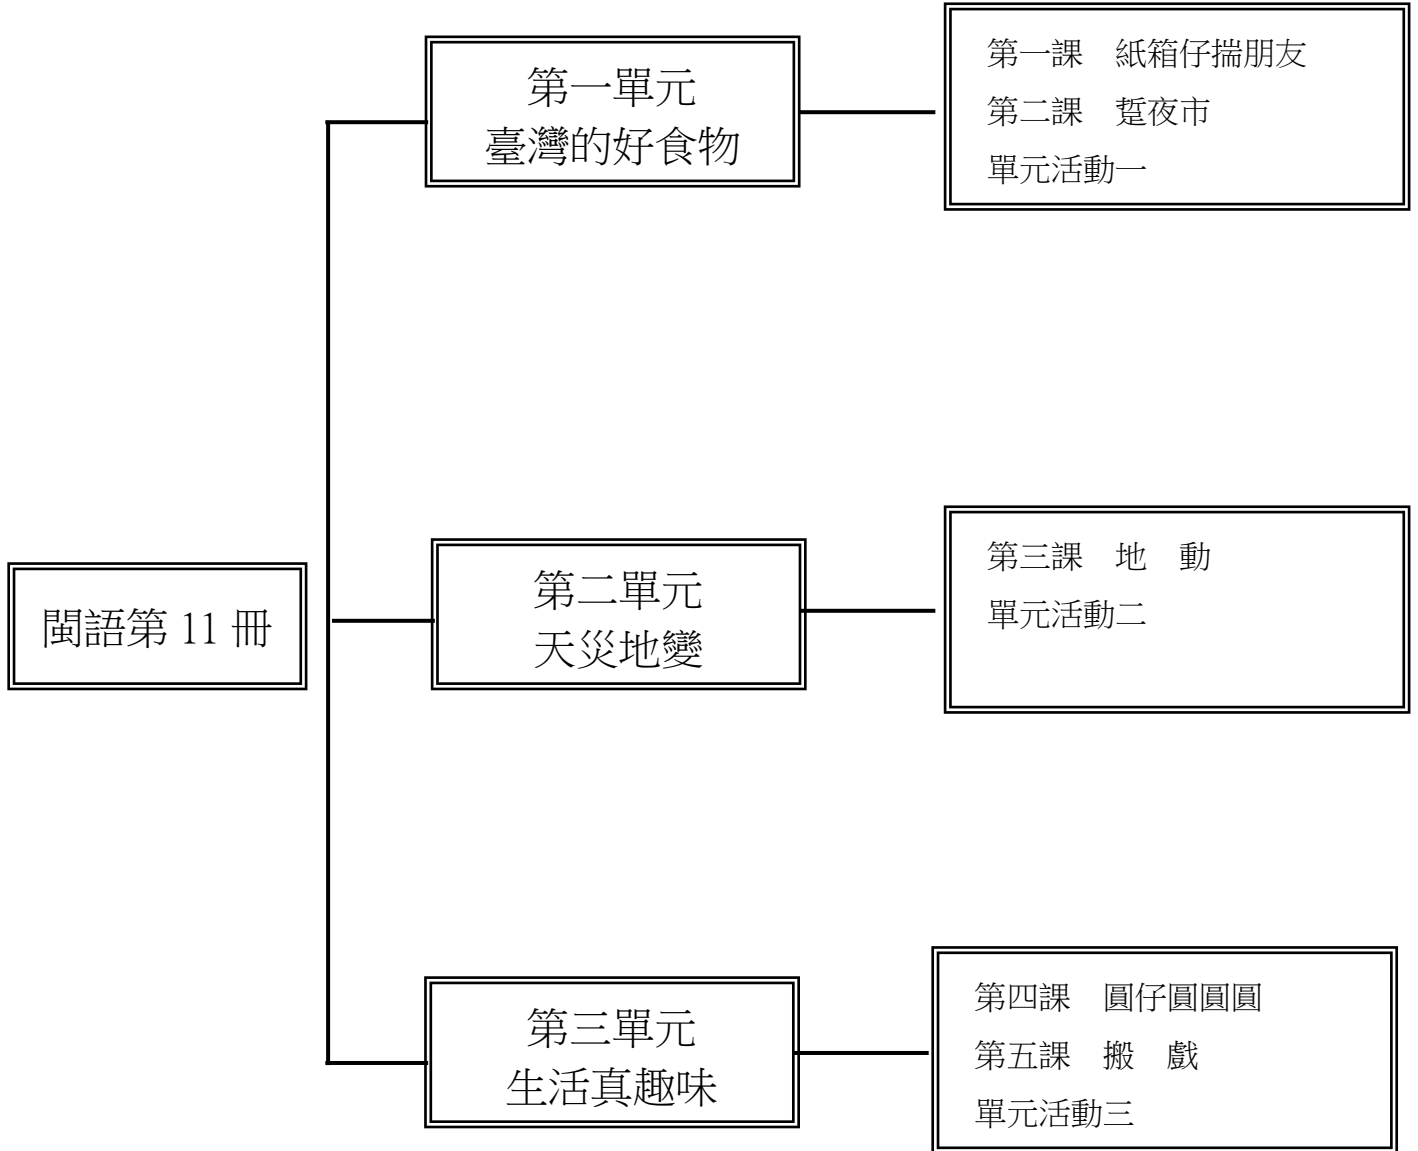 閩語第 11 冊
第一單元
臺灣的好食物
第一課　紙箱仔揣朋友
第二課　踅夜市
單元活動一
第二單元
天災地變
第三課　地　動
單元活動二
第三單元
生活真趣味
第四課　圓仔圓圓圓
第五課　搬　戲
單元活動三